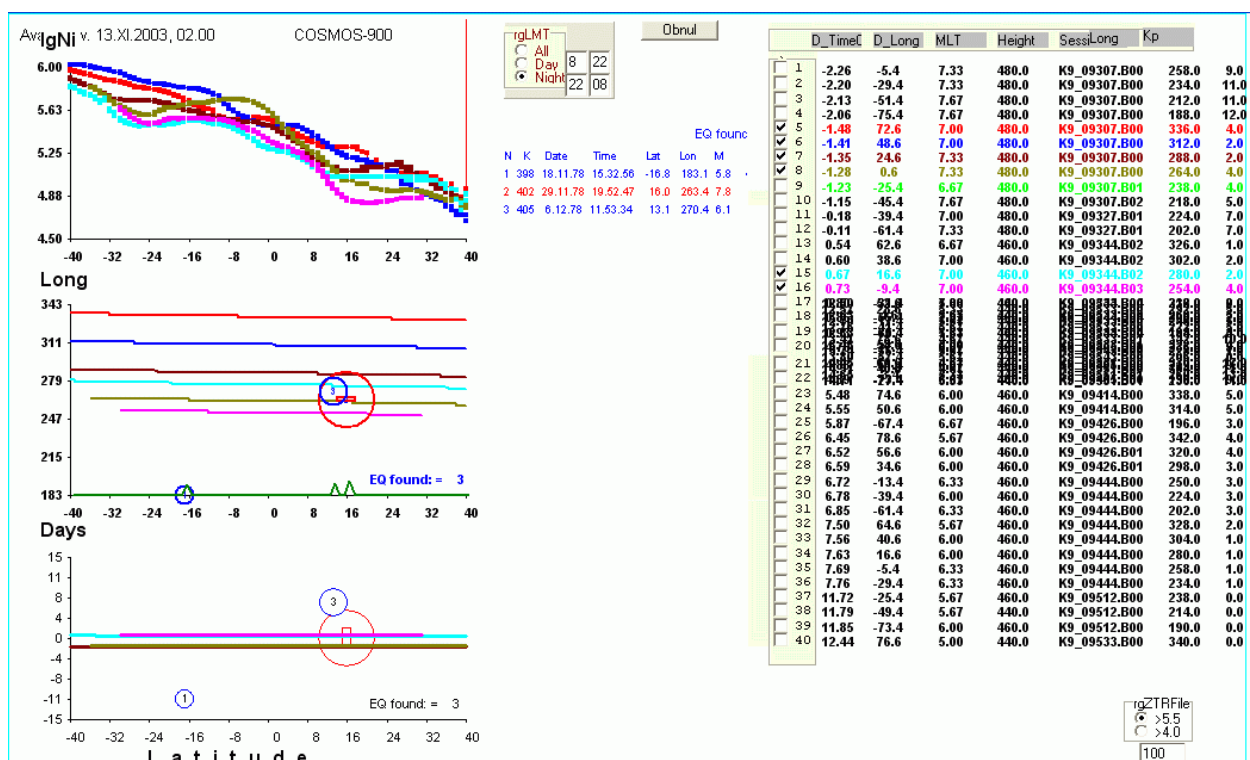 Ava v. 13.XI.2003, 02.00 COSMOS-900
lgNi
6.00
5.63
5.25
4.88
4.50
-40 -32 -24 -16 -8 0 8 16 24 32 40
Long
343
311
279
247
215
183
3
1
EQ found: = 3
-40 -32 -24 -16 -8 0 8 16 24 32 40
Days
15
11
8
4
0
-4
-8
-11
-15
3
1
EQ found: = 3
-40 -32 -24 -16 -8 0 8 16 24 32 40
L a t i t u d e
rgLMT
All
Day 8 22
Night 22 08
Obnul
EQ found
N K Date Time Lat Lon M
1 398 18.11.78 15.32.56 -16.8 183.1 5.8
2 402 29.11.78 19.52.47 16.0 263.4 7.8
3 405 6.12.78 11.53.34 13.1 270.4 6.1
D_TimeD D_Long MLT Height Sessi Long Kp
1 -2.26 -5.4 7.33 480.0 K9_09307.B00 258.0 9.0
2 -2.20 -29.4 7.33 480.0 K9_09307.B00 234.0 11.0
3 -2.13 -51.4 7.67 480.0 K9_09307.B00 212.0 11.0
4 -2.06 -75.4 7.67 480.0 K9_09307.B00 188.0 12.0
5 -1.48 72.6 7.00 480.0 K9_09307.B00 336.0 4.0
6 -1.41 48.6 7.00 480.0 K9_09307.B00 312.0 2.0
7 -1.35 24.6 7.33 480.0 K9_09307.B00 288.0 2.0
8 -1.28 0.6 7.33 480.0 K9_09307.B00 264.0 4.0
9 -1.23 -25.4 6.67 480.0 K9_09307.B01 238.0 4.0
10 -1.15 -45.4 7.67 480.0 K9_09307.B02 218.0 5.0
11 -0.18 -39.4 7.00 480.0 K9_09327.B01 224.0 7.0
12 -0.11 -61.4 7.33 480.0 K9_09327.B01 202.0 7.0
13 0.54 62.6 6.67 460.0 K9_09344.B02 326.0 1.0
14 0.60 38.6 7.00 460.0 K9_09344.B02 302.0 2.0
15 0.67 16.6 7.00 460.0 K9_09344.B02 280.0 2.0
16 0.73 -9.4 7.00 460.0 K9_09344.B03 254.0 4.0
17
18
19
20
21
22
23 5.48 74.6 6.00 460.0 K9_09414.B00 338.0 5.0
24 5.55 50.6 6.00 460.0 K9_09414.B00 314.0 5.0
25 5.87 -67.4 6.67 460.0 K9_09426.B00 196.0 3.0
26 6.45 78.6 5.67 460.0 K9_09426.B00 342.0 4.0
27 6.52 56.6 6.00 460.0 K9_09426.B01 320.0 4.0
28 6.59 34.6 6.00 460.0 K9_09426.B01 298.0 3.0
29 6.72 -13.4 6.00 460.0 K9_09444.B00 250.0 3.0
30 6.78 -39.4 6.00 460.0 K9_09444.B00 224.0 3.0
31 6.85 -61.4 6.33 460.0 K9_09444.B00 202.0 3.0
32 7.50 64.6 5.67 460.0 K9_09444.B00 328.0 2.0
33 7.56 40.6 6.00 460.0 K9_09444.B00 304.0 1.0
34 7.63 16.6 6.00 460.0 K9_09444.B00 280.0 1.0
35 7.69 -5.4 6.33 460.0 K9_09444.B00 258.0 1.0
36 7.76 -29.4 6.33 460.0 K9_09444.B00 234.0 1.0
37 11.72 -25.4 5.67 460.0 K9_09512.B00 238.0 0.0
38 11.79 -49.4 5.67 440.0 K9_09512.B00 214.0 0.0
39 11.85 -73.4 6.00 460.0 K9_09512.B00 190.0 0.0
40 12.44 76.6 5.00 440.0 K9_09533.B00 340.0 0.0
rgZTRFile
>5.5
>4.0
100